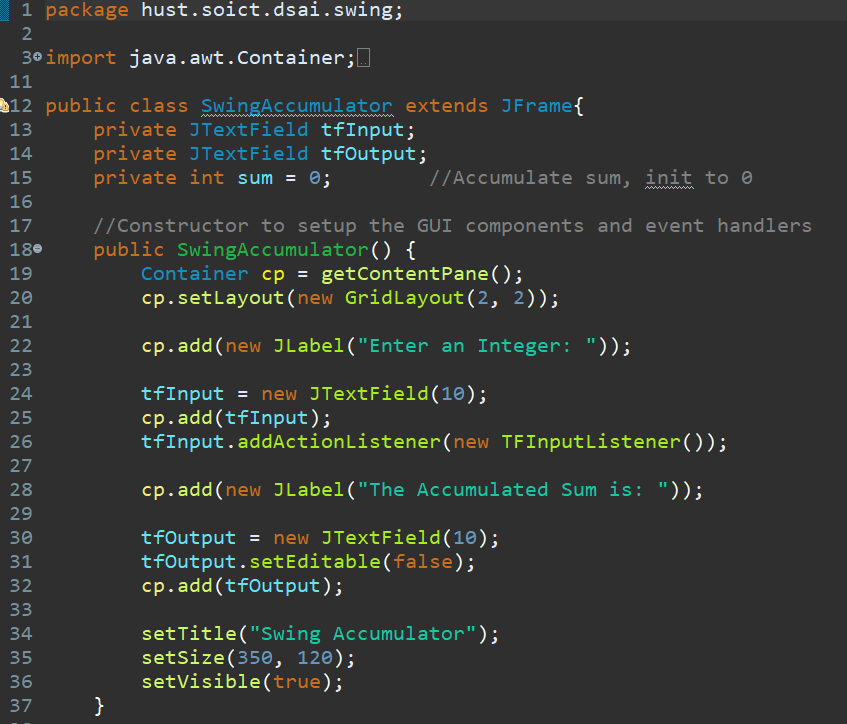 1 package hust.soict.dsai.swing;
2
3 import java.awt.Container;
11
12 public class SwingAccumulator extends JFrame{
13     private JTextField tfInput;
14     private JTextField tfOutput;
15     private int sum = 0;        //Accumulate sum, init to 0
16
17     //Constructor to setup the GUI components and event handlers
18     public SwingAccumulator() {
19         Container cp = getContentPane();
20         cp.setLayout(new GridLayout(2, 2));
21
22         cp.add(new JLabel("Enter an Integer: "));
23
24         tfInput = new JTextField(10);
25         cp.add(tfInput);
26         tfInput.addActionListener(new TFInputListener());
27
28         cp.add(new JLabel("The Accumulated Sum is: "));
29
30         tfOutput = new JTextField(10);
31         tfOutput.setEditable(false);
32         cp.add(tfOutput);
33
34         setTitle("Swing Accumulator");
35         setSize(350, 120);
36         setVisible(true);
37     }